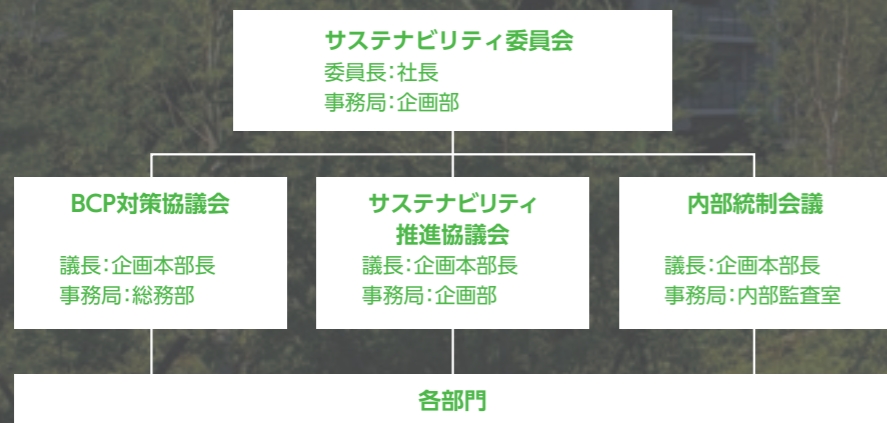 サステナビリティ委員会
委員長:社長
事務局:企画部
BCP対策協議会
議長:企画本部長
事務局:総務部
サステナビリティ
推進協議会
議長:企画本部長
事務局:企画部
内部統制会議
議長:企画本部長
事務局:内部監査室
各部門